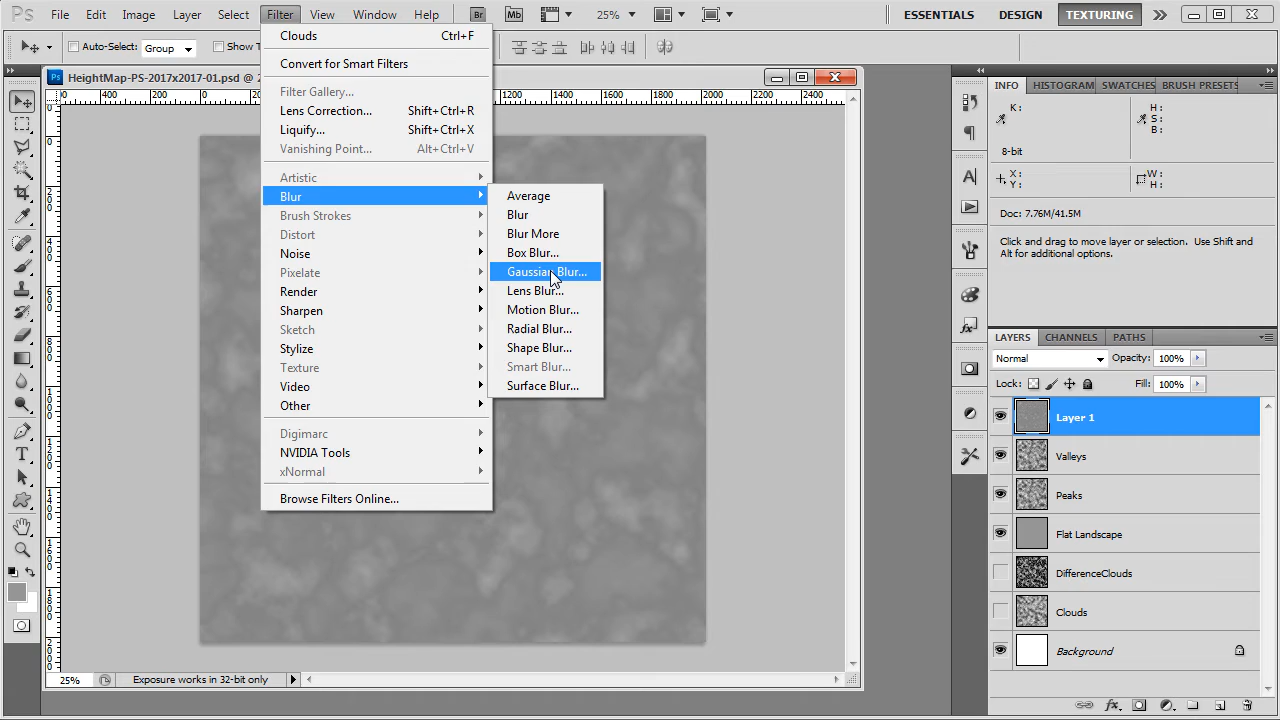 Ps File Edit Image Layer Select Filter View Window Help Br Mb 25% ESSENTIALS DESIGN TEXTURING
Auto-Select: Group Show T
HeightMap-PS-2017x2017-01.psd @ 2
400 200 0 1200 1400 1600 1800 2000 2200 2400
Clouds Ctrl+F
Convert for Smart Filters
Filter Gallery...
Lens Correction... Shift+Ctrl+R
Liquify... Shift+Ctrl+X
Vanishing Point... Alt+Ctrl+V
Artistic
Blur
Brush Strokes
Distort
Noise
Pixelate
Render
Sharpen
Sketch
Stylize
Texture
Video
Other
Digimarc
NVIDIA Tools
xNormal
Browse Filters Online...
Average
Blur
Blur More
Box Blur...
Gaussian Blur...
Lens Blur...
Motion Blur...
Radial Blur...
Shape Blur...
Smart Blur...
Surface Blur...
25% Exposure works in 32-bit only
INFO HISTOGRAM SWATCHES BRUSH PRESETS
K: H:
S:
B:
8-bit
X: W:
Y: H:
Doc: 7.76M/41.5M
Click and drag to move layer or selection. Use Shift and
Alt for additional options.
LAYERS CHANNELS PATHS
Normal Opacity: 100%
Lock: Fill: 100%
Layer 1
Valleys
Peaks
Flat Landscape
DifferenceClouds
Clouds
Background